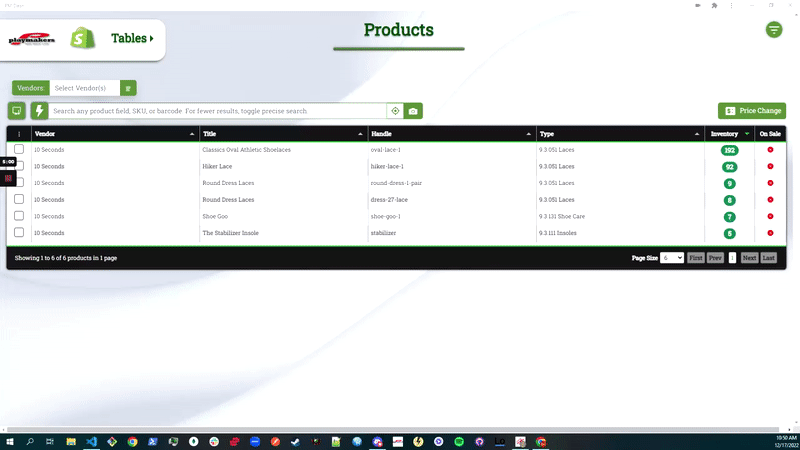 playmakers
Tables
Products
Vendors: Select Vendor(s)
Search any product field, SKU, or barcode For fewer results, toggle precise search
Price Change
Vendor Title Handle Type Inventory On Sale
10 Seconds Classics Oval Athletic Shoelaces oval-lace-1 9.3.051 Laces 192
10 Seconds Hiker Lace hiker-lace-1 9.3.051 Laces 92
10 Seconds Round Dress Laces round-dress-1-pair 9.3.051 Laces 9
10 Seconds Round Dress Laces dress-27-lace 9.3.051 Laces 8
10 Seconds Shoe Goo shoe-goo-1 9.3.131 Shoe Care 7
10 Seconds The Stabilizer Insole stabilizer 9.3.111 Insoles 5
5:00
Showing 1 to 6 of 6 products in 1 page
Page Size 6 First Prev 1 Next Last
10:50 AM
12/17/2022